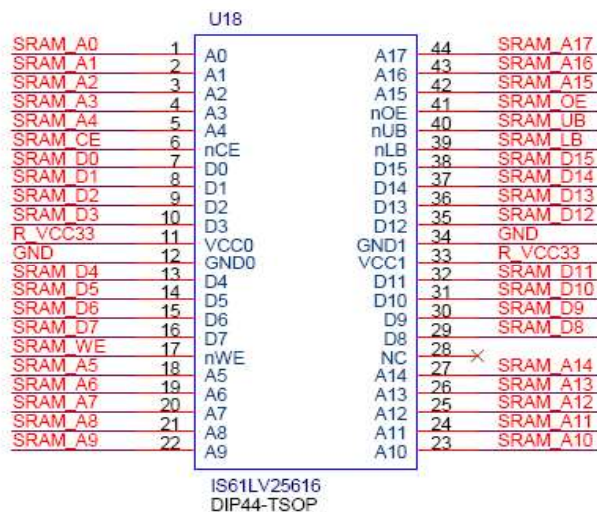 U18
SRAM_A0 1 A0 A17 44 SRAM_A17
SRAM_A1 2 A1 A16 43 SRAM_A16
SRAM_A2 3 A2 A15 42 SRAM_A15
SRAM_A3 4 A3 nOE 41 SRAM_OE
SRAM_A4 5 A4 nUB 40 SRAM_UB
SRAM_CE 6 nCE nLB 39 SRAM_LB
SRAM_D0 7 D0 D15 38 SRAM_D15
SRAM_D1 8 D1 D14 37 SRAM_D14
SRAM_D2 9 D2 D13 36 SRAM_D13
SRAM_D3 10 D3 D12 35 SRAM_D12
R_VCC33 11 VCC0 GND1 34 GND
GND 12 GND0 VCC1 33 R_VCC33
SRAM_D4 13 D4 D11 32 SRAM_D11
SRAM_D5 14 D5 D10 31 SRAM_D10
SRAM_D6 15 D6 D9 30 SRAM_D9
SRAM_D7 16 D7 D8 29 SRAM_D8
SRAM_WE 17 nWE NC 28
SRAM_A5 18 A5 A14 27 SRAM_A14
SRAM_A6 19 A6 A13 26 SRAM_A13
SRAM_A7 20 A7 A12 25 SRAM_A12
SRAM_A8 21 A8 A11 24 SRAM_A11
SRAM_A9 22 A9 A10 23 SRAM_A10
IS61LV25616
DIP44-TSOP